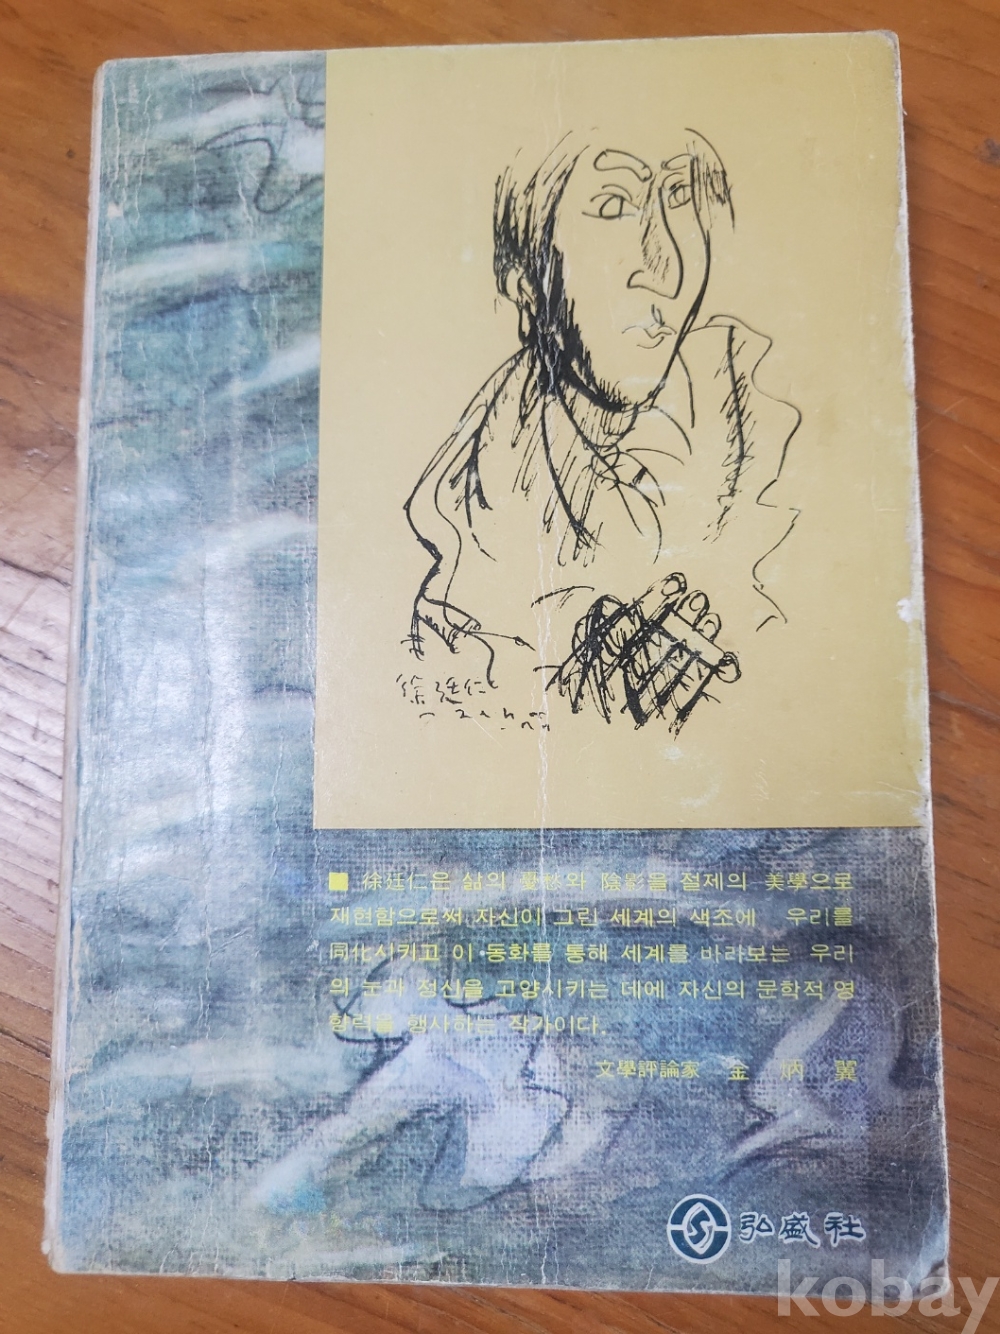 徐廷仁
■ 徐廷仁은 삶의 憂愁와 陰影을 절제의 美學으로
재현함으로써, 자신이 그린 세계의 색조에 우리를
同化시키고 이·동화를 통해 세계를 바라보는 우리
의 눈과 정신을 고양시키는 데에 자신의 문학적 영
향력을 행사하는 작가이다.
文學評論家 金 炳 翼
弘盛社
kobay